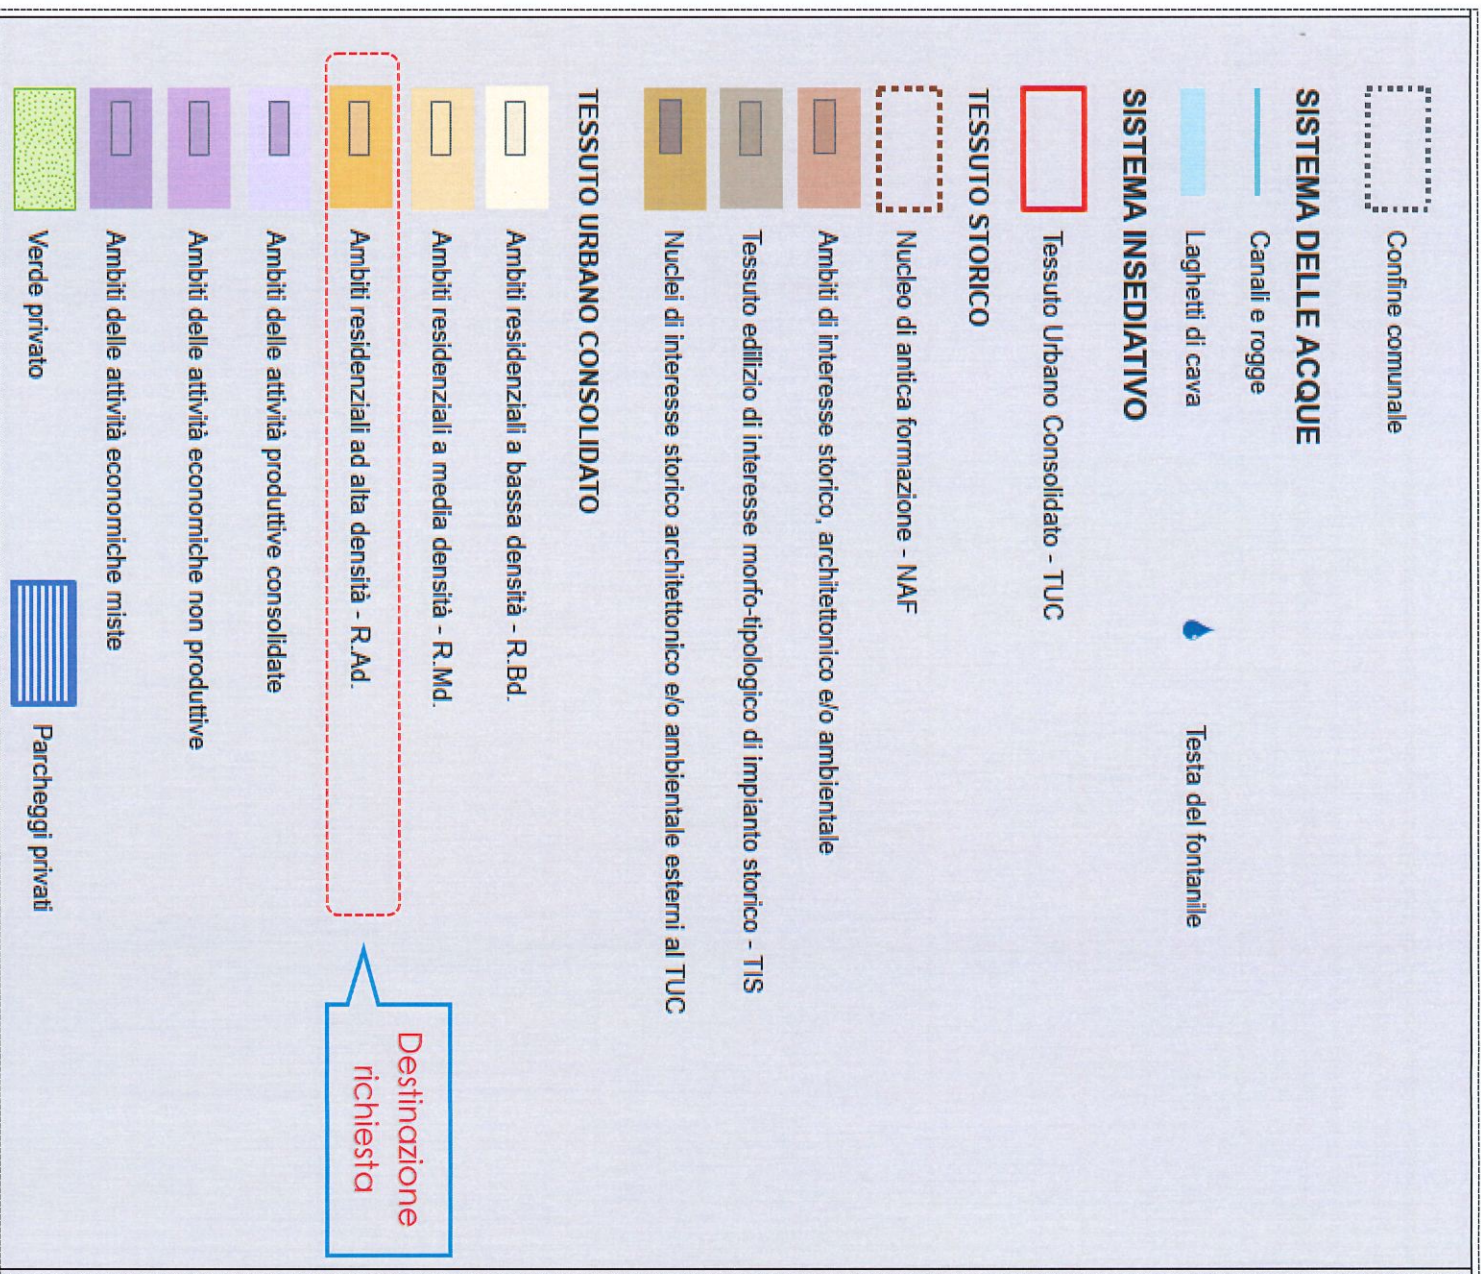 Confine comunale
SISTEMA DELLE ACQUE
Canali e rogge
Laghetti di cava
Testa del fontanile
SISTEMA INSEDIATIVO
Tessuto Urbano Consolidato - TUC
TESSUTO STORICO
Nucleo di antica formazione - NAF
Ambiti di interesse storico, architettonico e/o ambientale
Tessuto edilizio di interesse morfo-tipologico di impianto storico - TIS
Nuclei di interesse storico architettonico e/o ambientale esterni al TUC
TESSUTO URBANO CONSOLIDATO
Ambiti residenziali a bassa densità - R.Bd.
Ambiti residenziali a media densità - R.Md.
Ambiti residenziali ad alta densità - R.Ad.
Destinazione
richiesta
Ambiti delle attività produttive consolidate
Ambiti delle attività economiche non produttive
Ambiti delle attività economiche miste
Verde privato
Parcheggi privati